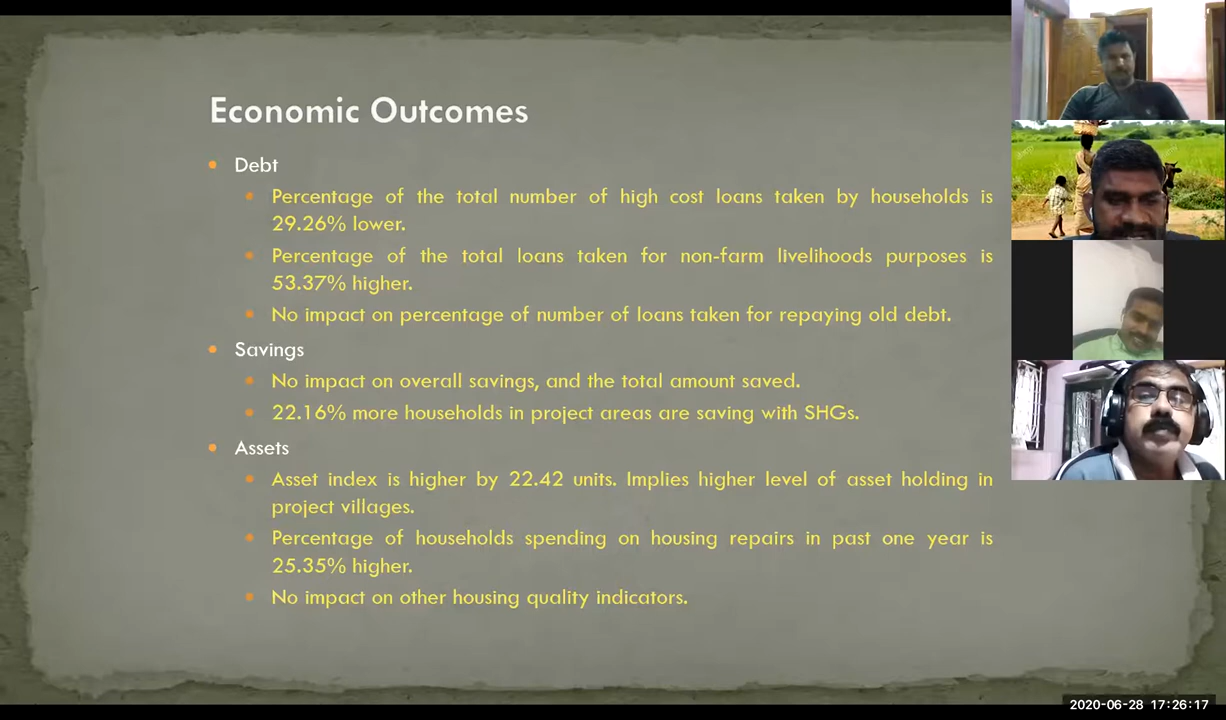 Economic Outcomes
Debt
Percentage of the total number of high cost loans taken by households is
29.26% lower.
Percentage of the total loans taken for non-farm livelihoods purposes is
53.37% higher.
No impact on percentage of number of loans taken for repaying old debt.
Savings
No impact on overall savings, and the total amount saved.
22.16% more households in project areas are saving with SHGs.
Assets
Asset index is higher by 22.42 units. Implies higher level of asset holding in
project villages.
Percentage of households spending on housing repairs in past one year is
25.35% higher.
No impact on other housing quality indicators.
2020-06-28 17:26:17